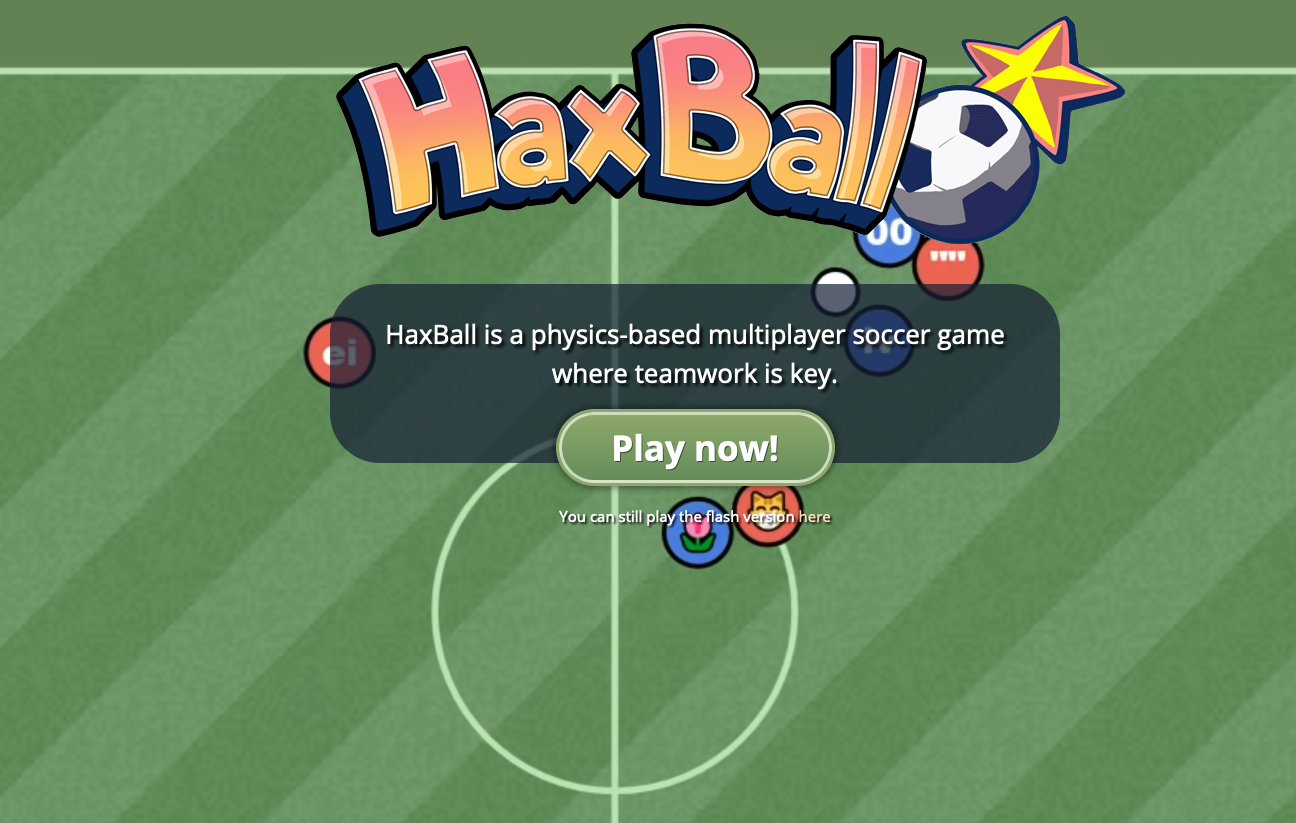 HaxBall
00
""
ei
HaxBall is a physics-based multiplayer soccer game
where teamwork is key.
Play now!
You can still play the flash version here